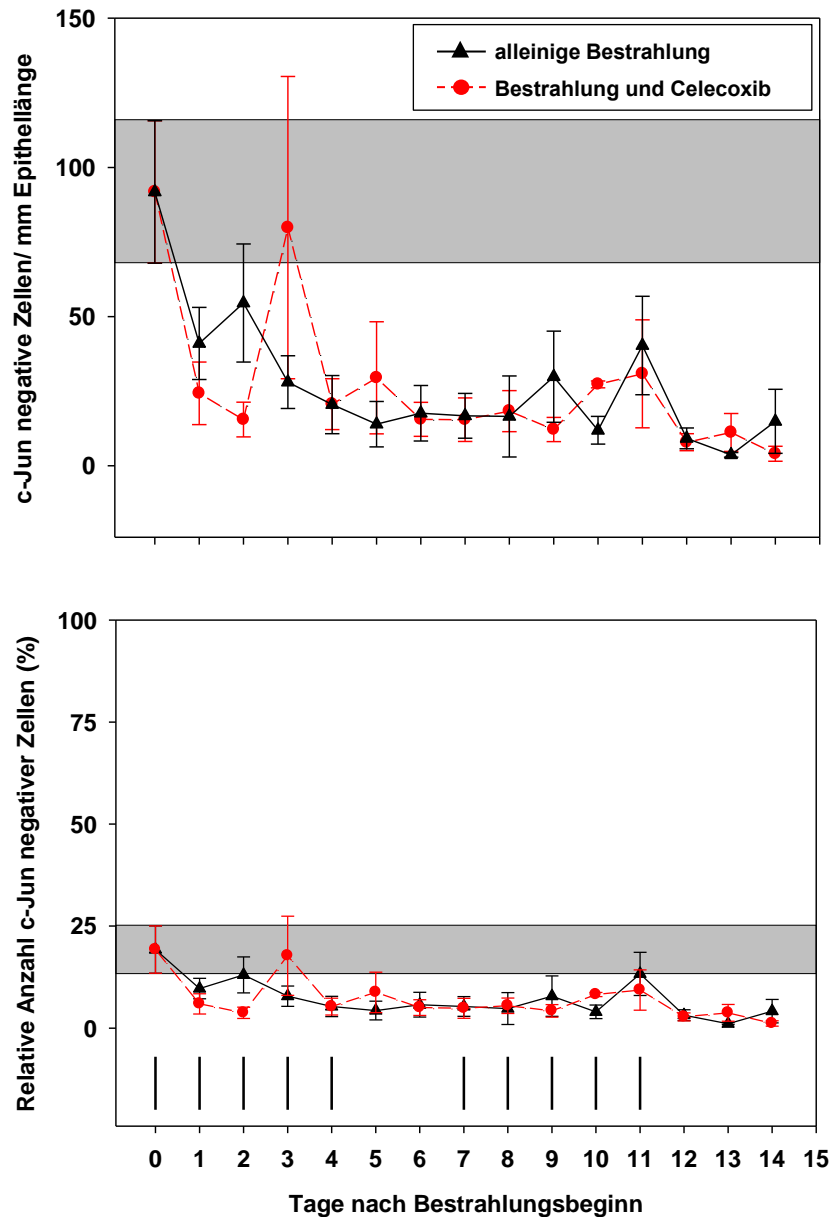 150
100
50
0
c-Jun negative Zellen/ mm Epithellänge
alleinige Bestrahlung
Bestrahlung und Celecoxib
100
75
50
25
0
Relative Anzahl c-Jun negativer Zellen (%)
0 1 2 3 4 5 6 7 8 9 10 11 12 13 14 15
Tage nach Bestrahlungsbeginn